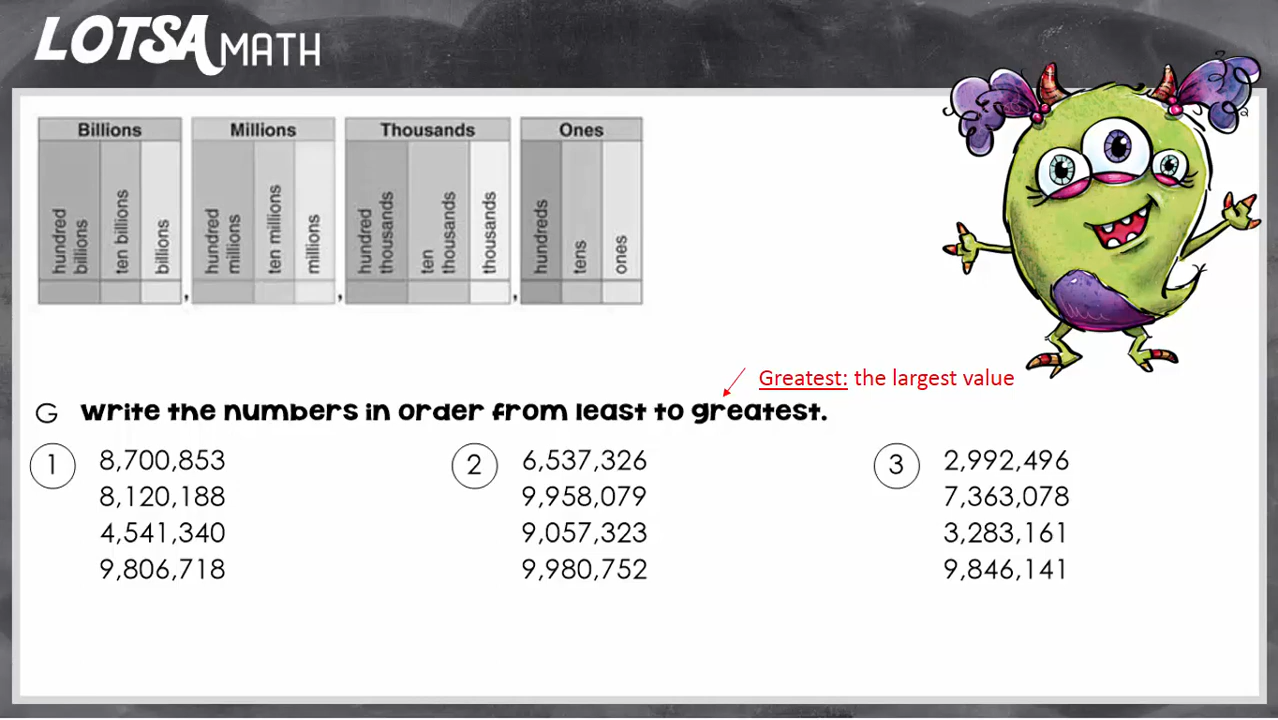 LOTSA MATH
Billions Millions Thousands Ones
hundred billions ten billions billions hundred millions ten millions millions hundred thousands ten thousands thousands hundreds tens ones
, , ,
Greatest: the largest value
G Write the numbers in order from least to greatest.
1 8,700,853
8,120,188
4,541,340
9,806,718
2 6,537,326
9,958,079
9,057,323
9,980,752
3 2,992,496
7,363,078
3,283,161
9,846,141